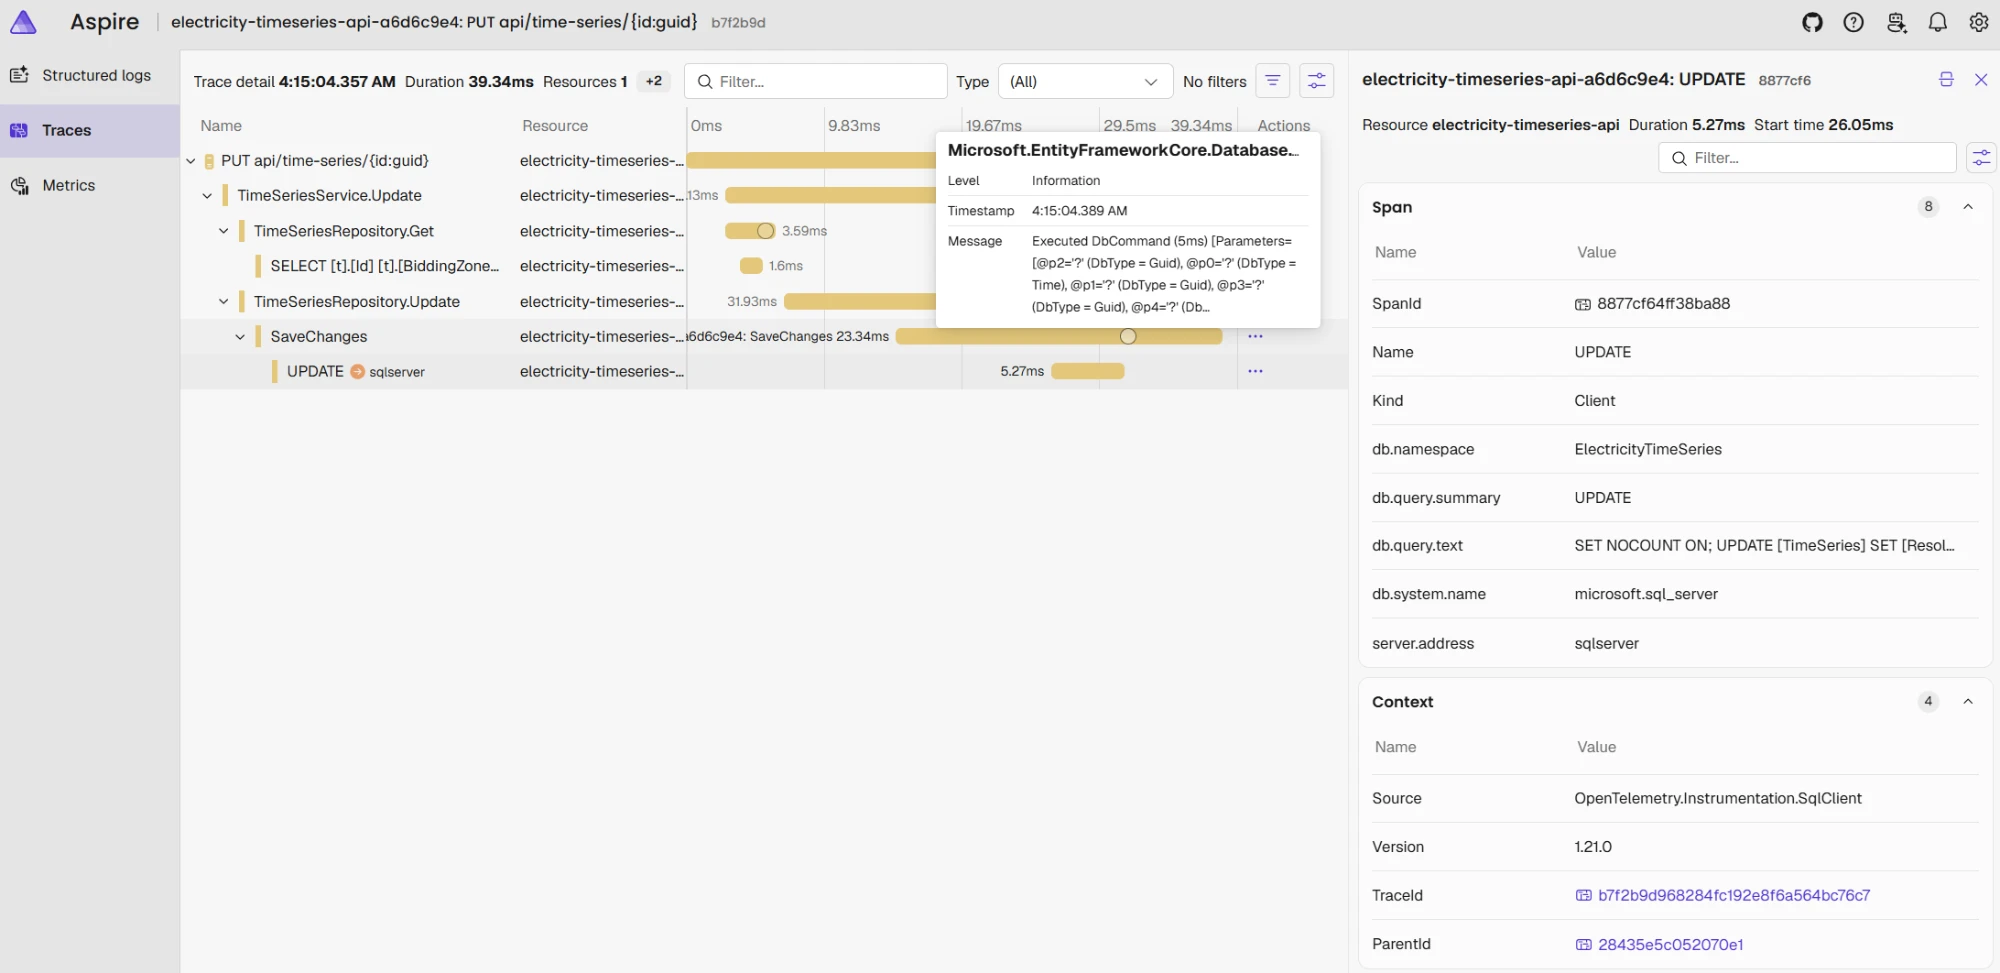 Aspire
electricity-timeseries-api-a6d6c9e4: PUT api/time-series/{id:guid} b7f2b9d
Structured logs
Traces
Metrics
Trace detail 4:15:04.357 AM Duration 39.34ms Resources 1 +2 Filter... Type (All) No filters
Name Resource 0ms 9.83ms 19.67ms 29.5ms 39.34ms Actions
PUT api/time-series/{id:guid} electricity-timeseries-...
TimeSeriesService.Update electricity-timeseries-... .13ms
TimeSeriesRepository.Get electricity-timeseries-... 3.59ms
SELECT [t].[Id] [t].[BiddingZone... electricity-timeseries-... 1.6ms
TimeSeriesRepository.Update electricity-timeseries-... 31.93ms
SaveChanges electricity-timeseries-... a6d6c9e4: SaveChanges 23.34ms ...
UPDATE sqlserver electricity-timeseries-... 5.27ms ...
Microsoft.EntityFrameworkCore.Database...
Level Information
Timestamp 4:15:04.389 AM
Message Executed DbCommand (5ms) [Parameters=
[@p2='?' (DbType = Guid), @p0='?' (DbType =
Time), @p1='?' (DbType = Guid), @p3='?'
(DbType = Guid), @p4='?' (Db...
electricity-timeseries-api-a6d6c9e4: UPDATE 8877cf6
Resource electricity-timeseries-api Duration 5.27ms Start time 26.05ms
Filter...
Span 8
Name Value
SpanId 8877cf64ff38ba88
Name UPDATE
Kind Client
db.namespace ElectricityTimeSeries
db.query.summary UPDATE
db.query.text SET NOCOUNT ON; UPDATE [TimeSeries] SET [Resol...
db.system.name microsoft.sql_server
server.address sqlserver
Context 4
Name Value
Source OpenTelemetry.Instrumentation.SqlClient
Version 1.21.0
TraceId b7f2b9d968284fc192e8f6a564bc76c7
ParentId 28435e5c052070e1